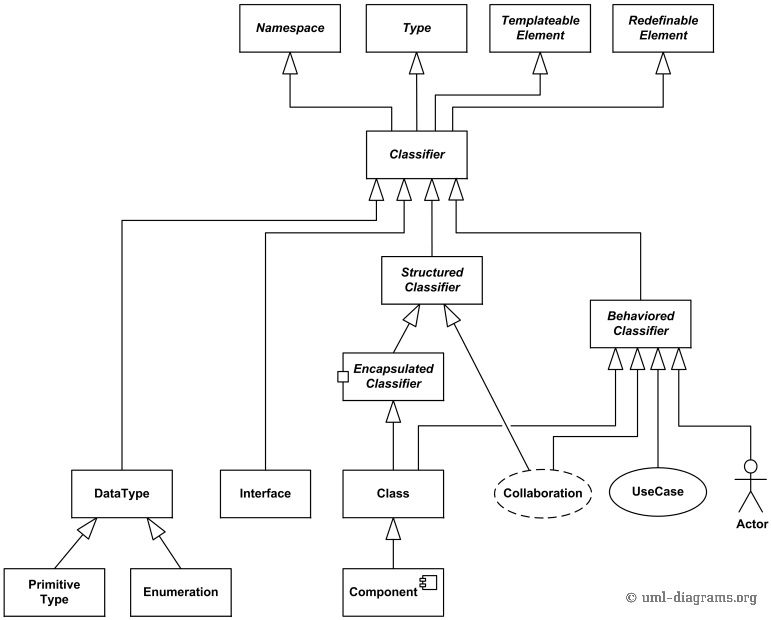 Namespace
Type
Templateable
Element
Redefinable
Element
Classifier
Structured
Classifier
Behaviored
Classifier
Encapsulated
Classifier
DataType
Interface
Class
Collaboration
UseCase
Actor
Primitive
Type
Enumeration
Component
© uml-diagrams.org